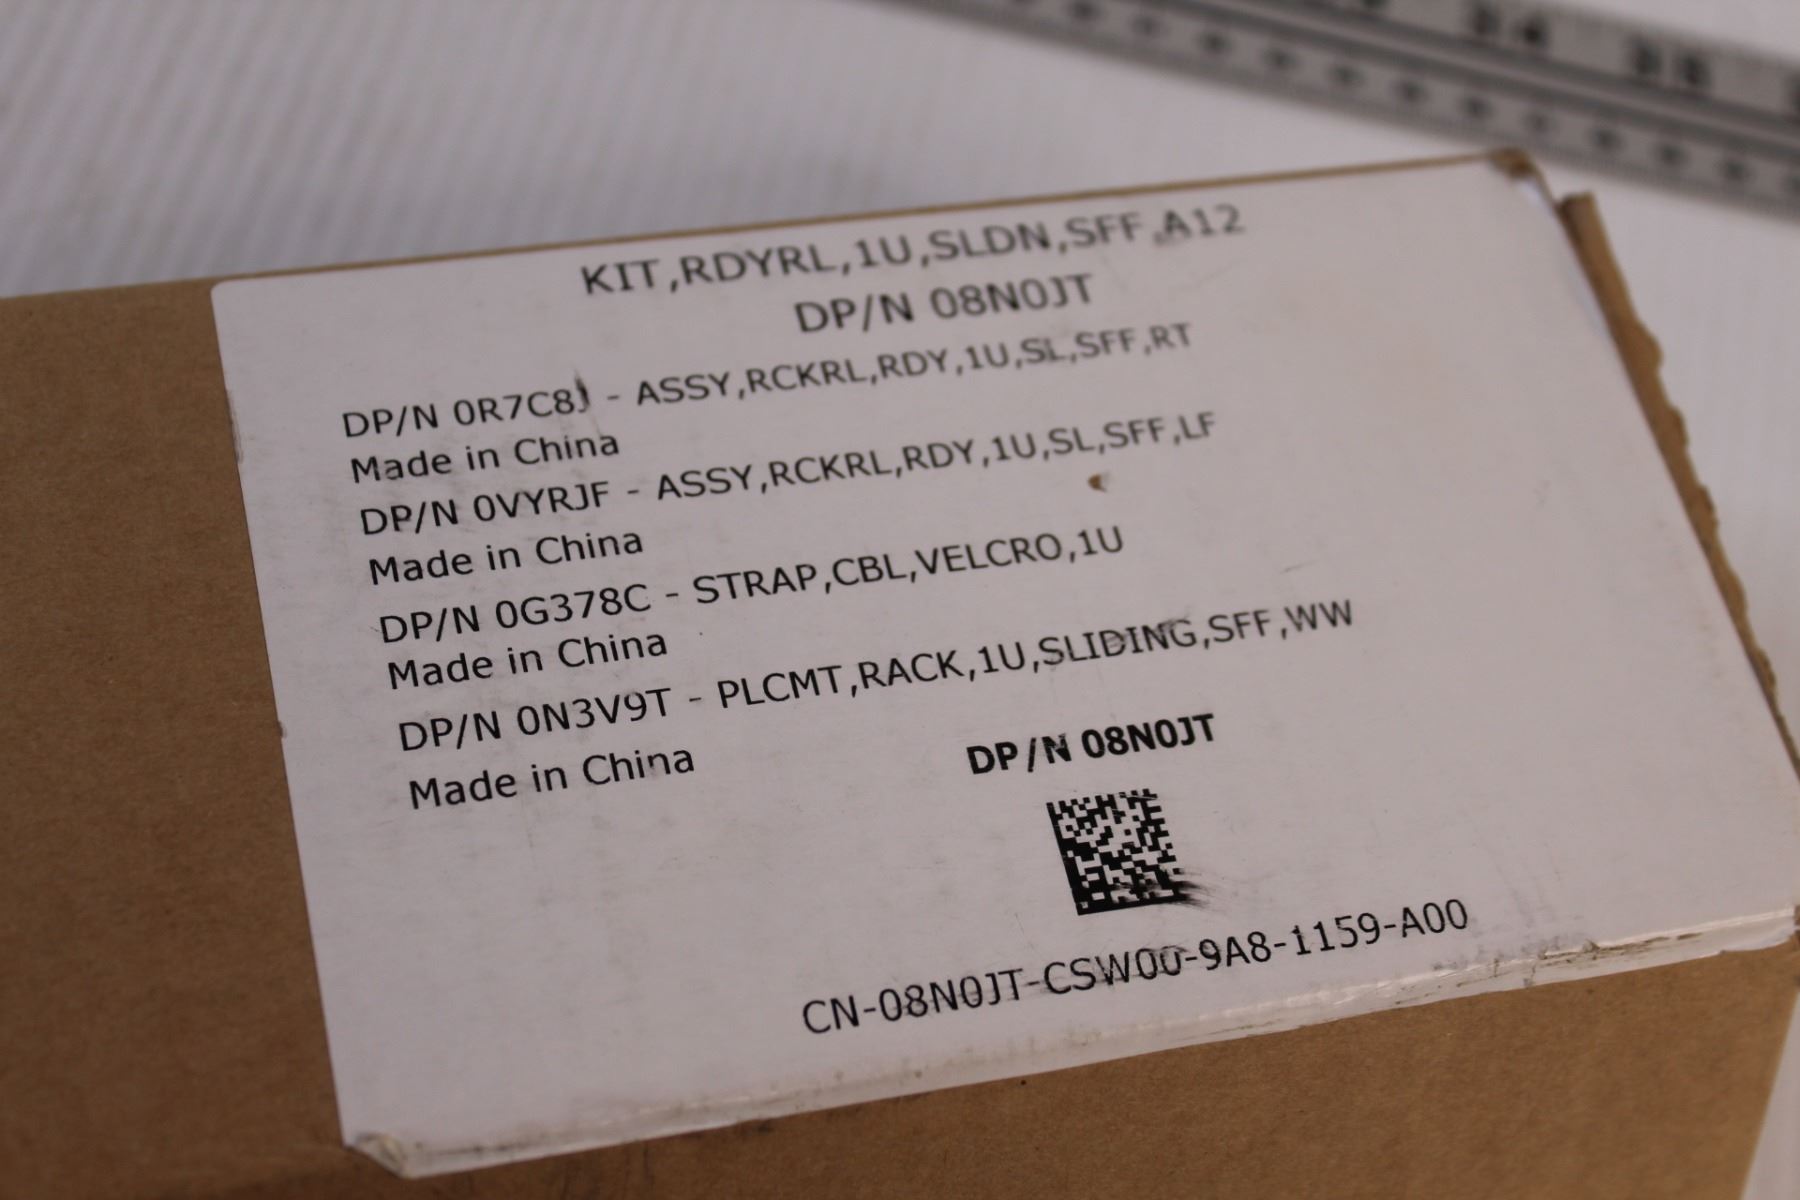 34 35
KIT,RDYRL,1U,SLDN,SFF,A12
DP/N 08N0JT
DP/N 0R7C8J - ASSY,RCKRL,RDY,1U,SL,SFF,RT
Made in China
DP/N 0VYRJF - ASSY,RCKRL,RDY,1U,SL,SFF,LF
Made in China
DP/N 0G378C - STRAP,CBL,VELCRO,1U
Made in China
DP/N 0N3V9T - PLCMT,RACK,1U,SLIDING,SFF,WW
Made in China
DP/N 08N0JT
CN-08N0JT-CSW00-9A8-1159-A00